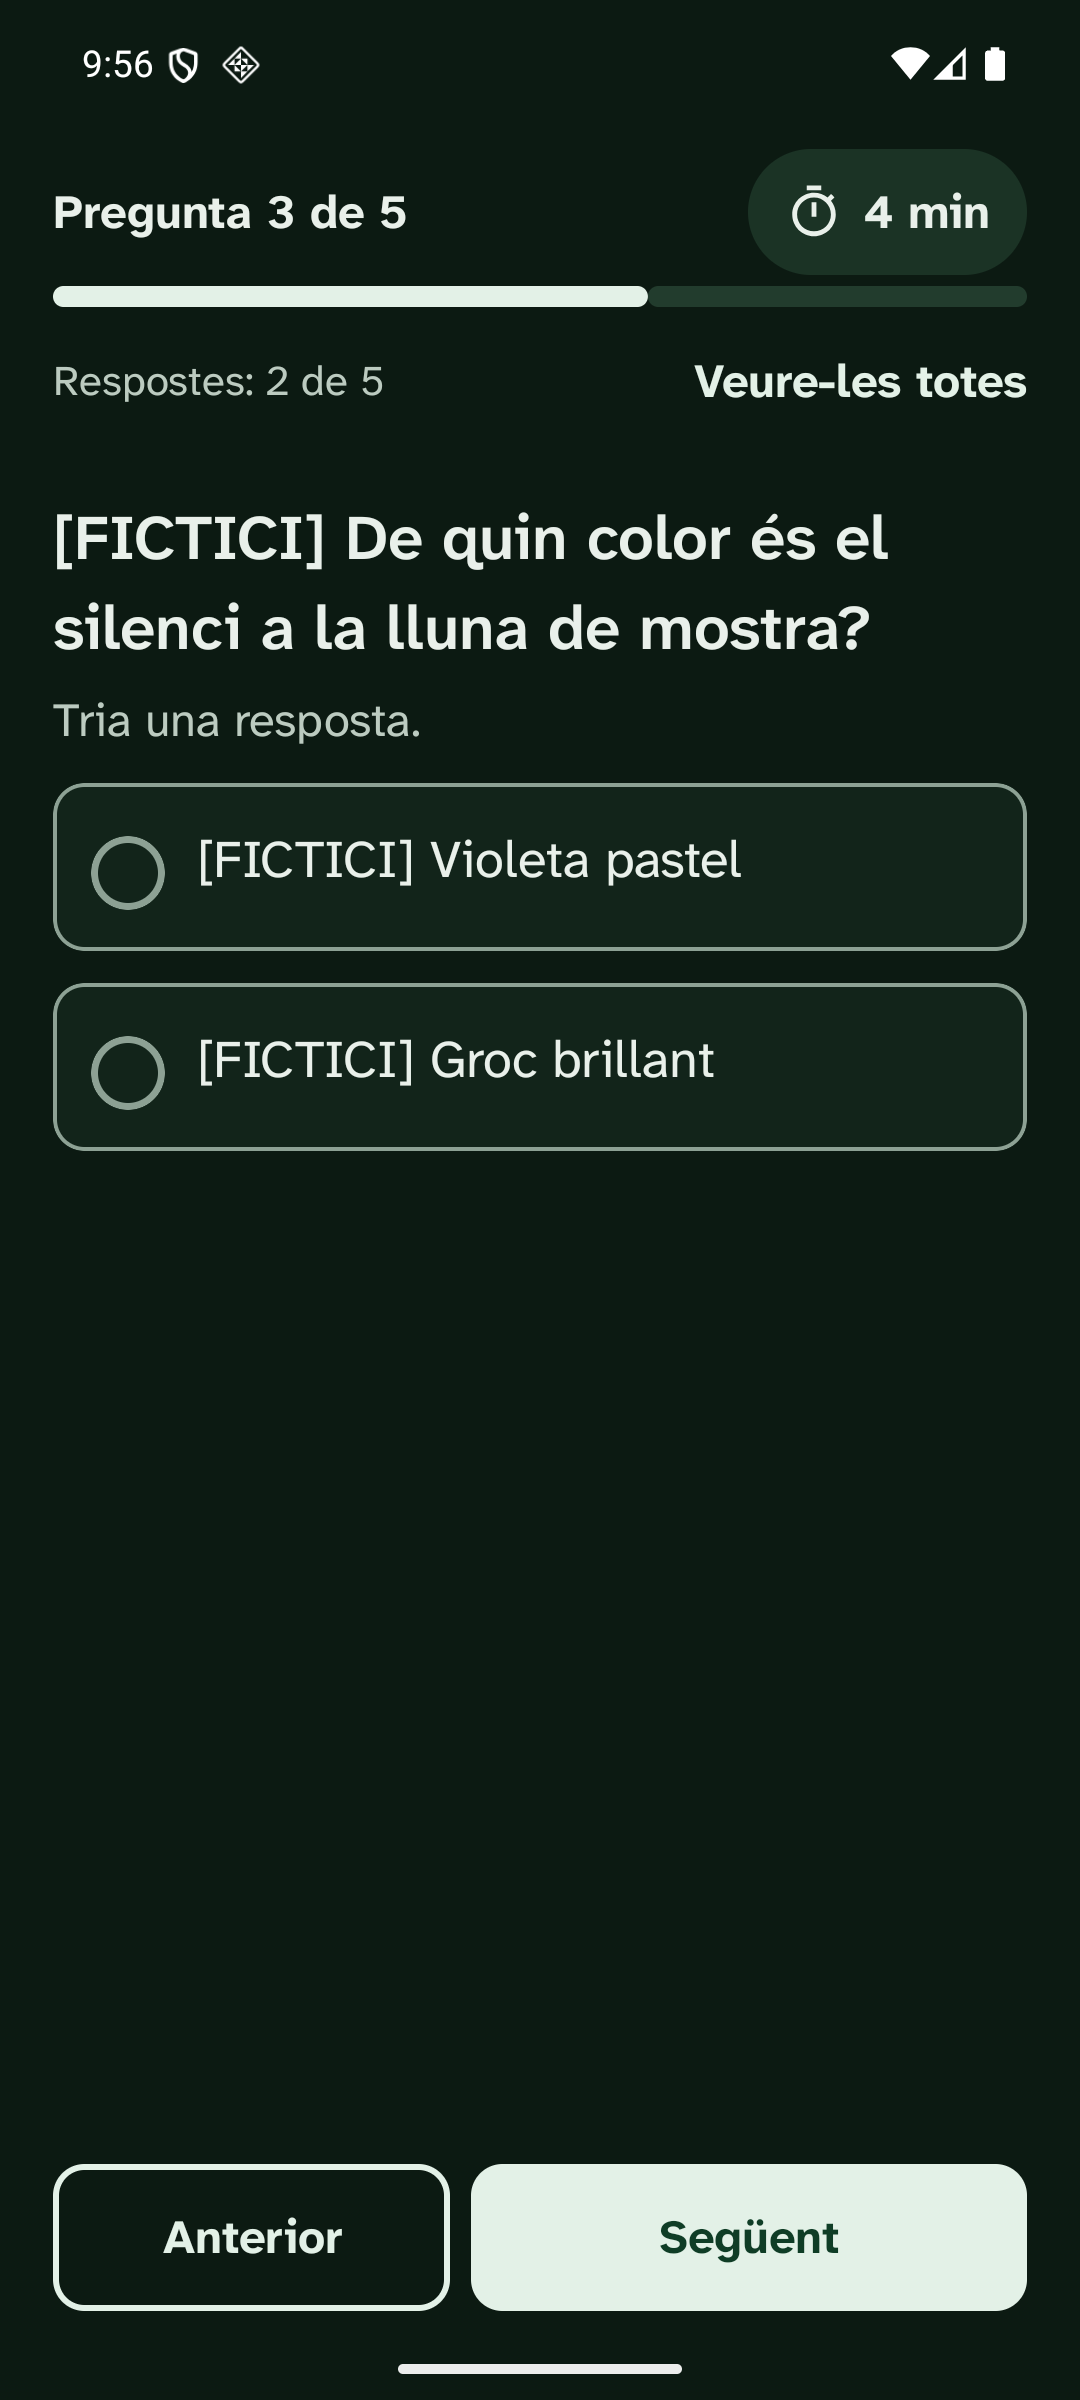 9:56
Pregunta 3 de 5
4 min
Respostes: 2 de 5
Veure-les totes
[FICTICI] De quin color és el
silenci a la lluna de mostra?
Tria una resposta.
[FICTICI] Violeta pastel
[FICTICI] Groc brillant
Anterior
Següent